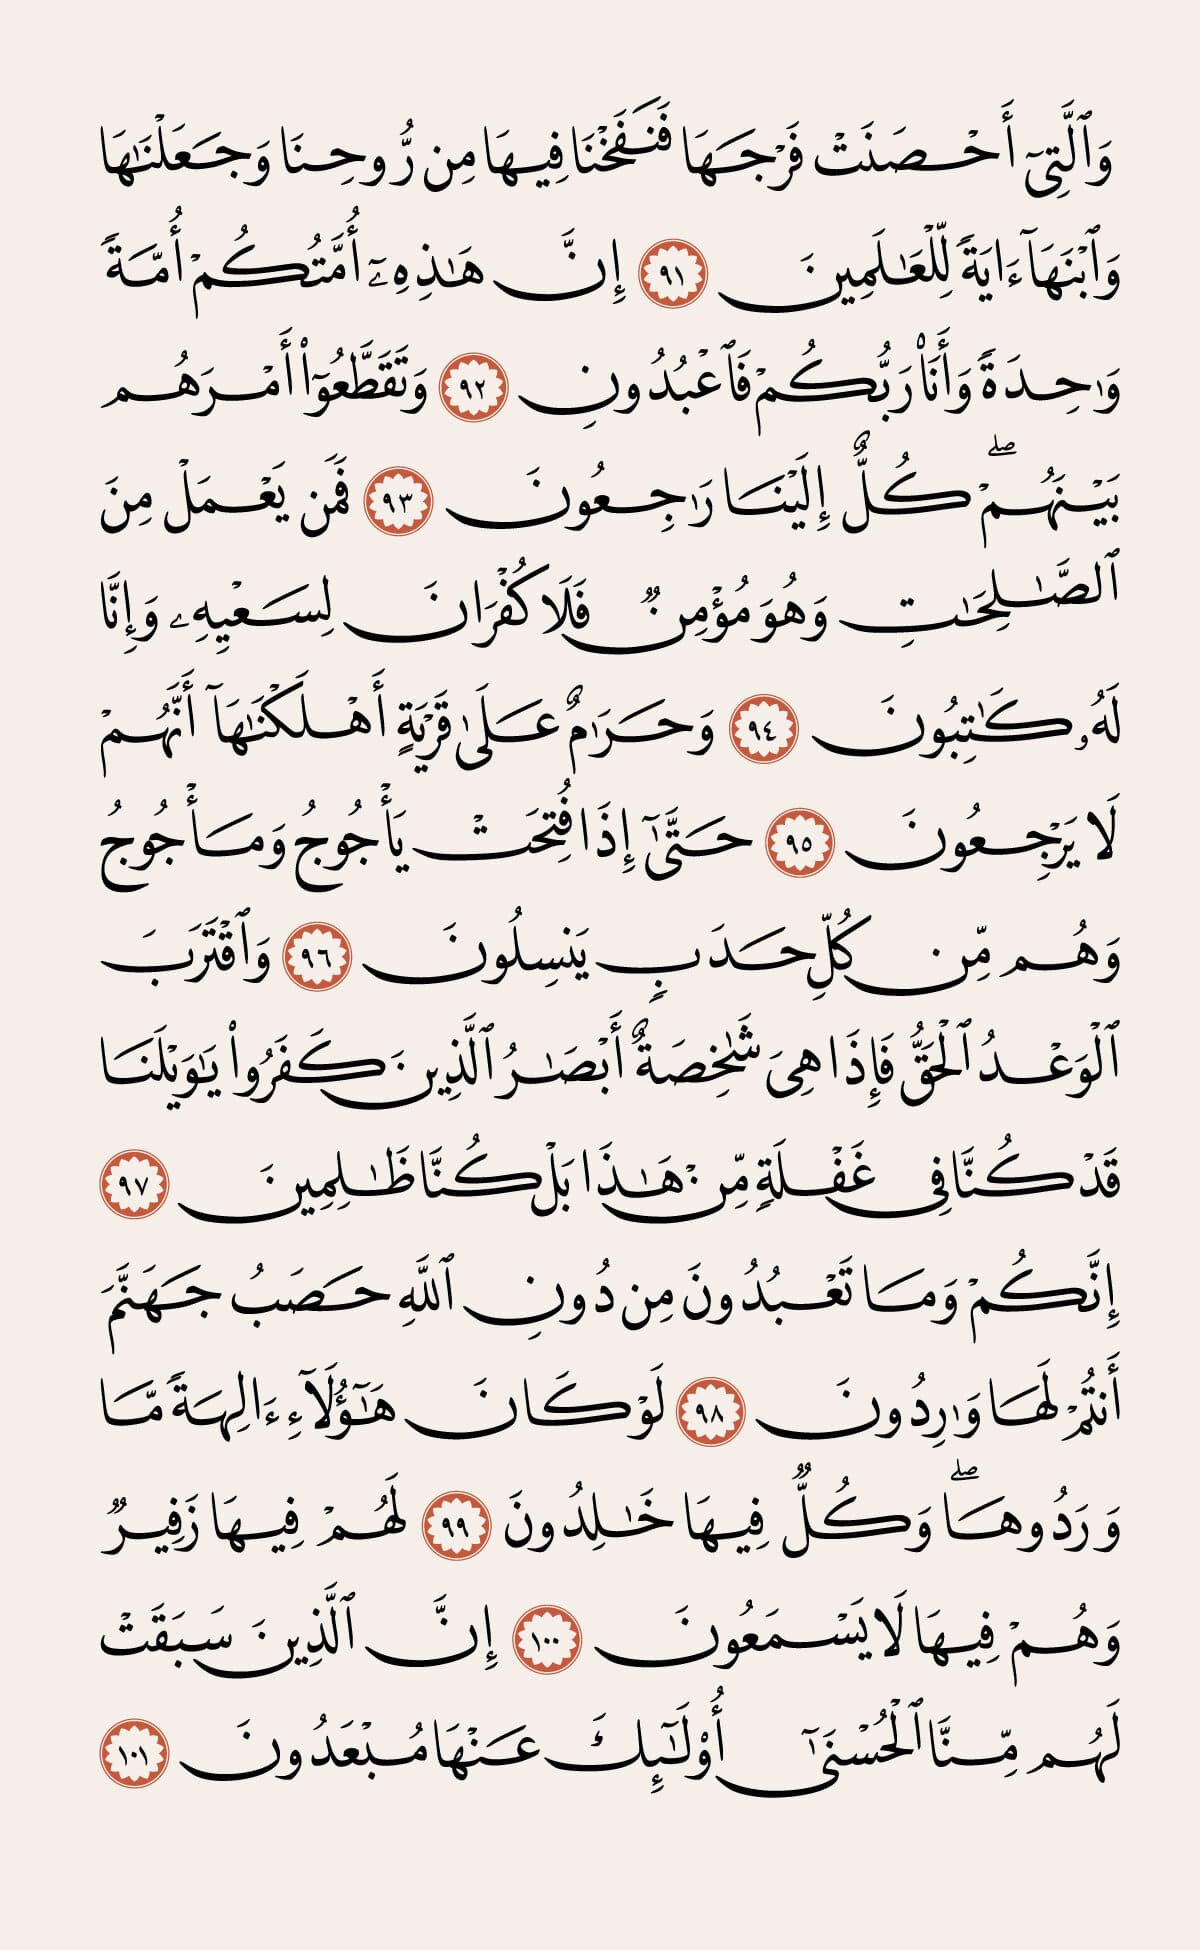 وَٱلَّتِىٓ أَحْصَنَتْ فَرْجَهَا فَنَفَخْنَا فِيهَا مِن رُّوحِنَا وَجَعَلْنَٰهَا
وَٱبْنَهَآ ءَايَةً لِّلْعَٰلَمِينَ ٩١ إِنَّ هَٰذِهِۦٓ أُمَّتُكُمْ أُمَّةً
وَٰحِدَةً وَأَنَا۠ رَبُّكُمْ فَٱعْبُدُونِ ٩٢ وَتَقَطَّعُوٓا۟ أَمْرَهُم
بَيْنَهُمْ ۖ كُلٌّ إِلَيْنَا رَٰجِعُونَ ٩٣ فَمَن يَعْمَلْ مِنَ
ٱلصَّٰلِحَٰتِ وَهُوَ مُؤْمِنٌ فَلَا كُفْرَانَ لِسَعْيِهِۦ وَإِنَّا
لَهُۥ كَٰتِبُونَ ٩٤ وَحَرَٰمٌ عَلَىٰ قَرْيَةٍ أَهْلَكْنَٰهَآ أَنَّهُمْ
لَا يَرْجِعُونَ ٩٥ حَتَّىٰٓ إِذَا فُتِحَتْ يَأْجُوجُ وَمَأْجُوجُ
وَهُم مِّن كُلِّ حَدَبٍ يَنسِلُونَ ٩٦ وَٱقْتَرَبَ
ٱلْوَعْدُ ٱلْحَقُّ فَإِذَا هِىَ شَٰخِصَةٌ أَبْصَٰرُ ٱلَّذِينَ كَفَرُوا۟ يَٰوَيْلَنَا
قَدْ كُنَّا فِى غَفْلَةٍ مِّنْ هَٰذَا بَلْ كُنَّا ظَٰلِمِينَ ٩٧
إِنَّكُمْ وَمَا تَعْبُدُونَ مِن دُونِ ٱللَّهِ حَصَبُ جَهَنَّمَ
أَنتُمْ لَهَا وَٰرِدُونَ ٩٨ لَوْ كَانَ هَٰٓؤُلَآءِ ءَالِهَةً مَّا
وَرَدُوهَا ۖ وَكُلٌّ فِيهَا خَٰلِدُونَ ٩٩ لَهُمْ فِيهَا زَفِيرٌ
وَهُمْ فِيهَا لَا يَسْمَعُونَ ١٠٠ إِنَّ ٱلَّذِينَ سَبَقَتْ
لَهُم مِّنَّا ٱلْحُسْنَىٰٓ أُو۟لَٰٓئِكَ عَنْهَا مُبْعَدُونَ ١٠١